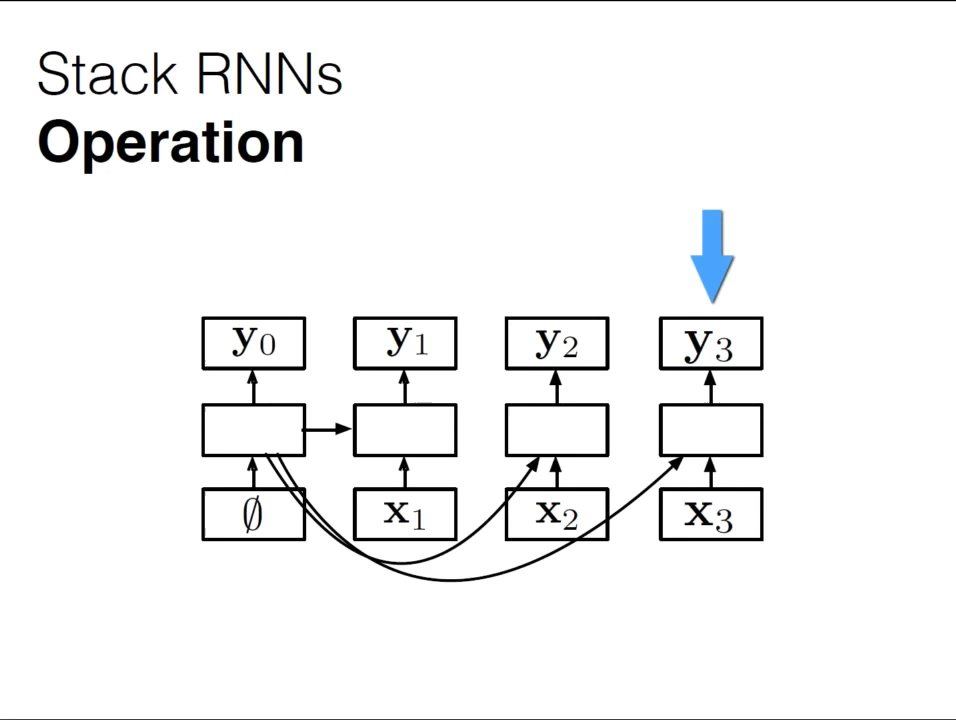 Stack RNNs
Operation
y₀ y₁ y₂ y₃
∅ x₁ x₂ x₃